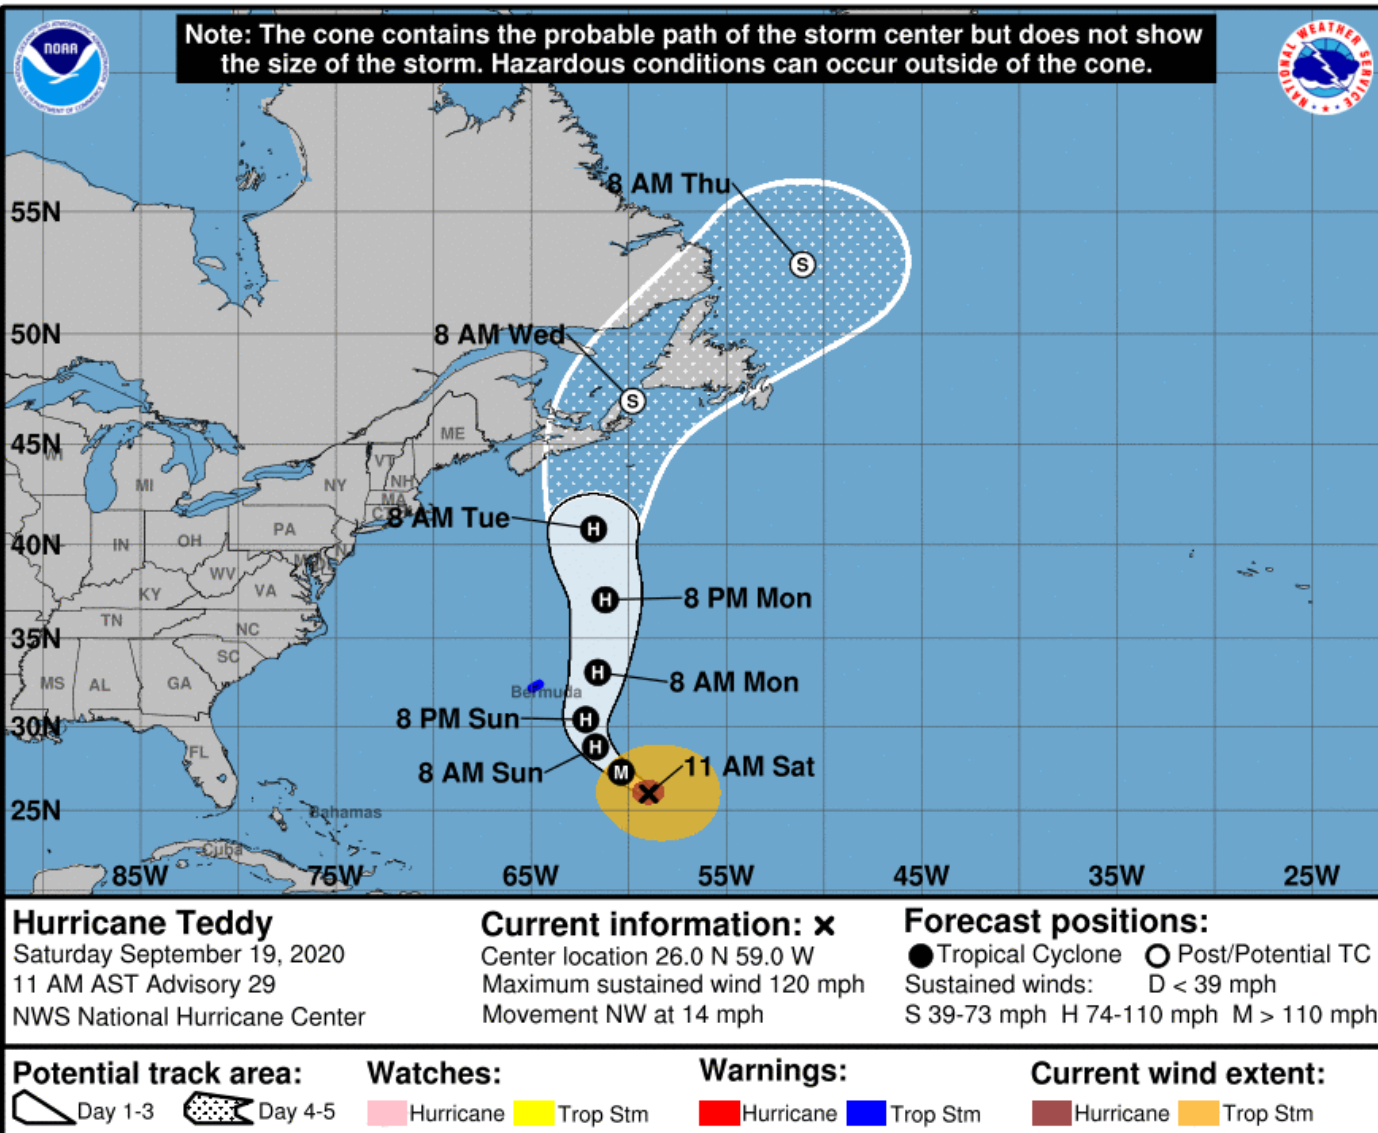 Note: The cone contains the probable path of the storm center but does not show
the size of the storm. Hazardous conditions can occur outside of the cone.
NOAA
NATIONAL WEATHER SERVICE
8 AM Thu
55N
S
50N
8 AM Wed
S
ME
45N
WI
VT
NH
MI
NY
MA
CT
8 AM Tue
H
PA
40N
IN
OH
NJ
WV
VA
KY
H
8 PM Mon
TN
NC
35N
SC
H
8 AM Mon
MS
AL
GA
Bermuda
8 PM Sun
H
30N
FL
H
8 AM Sun
M
11 AM Sat
25N
Bahamas
Cuba
85W
75W
65W
55W
45W
35W
25W
Hurricane Teddy
Saturday September 19, 2020
11 AM AST Advisory 29
NWS National Hurricane Center
Current information: x
Center location 26.0 N 59.0 W
Maximum sustained wind 120 mph
Movement NW at 14 mph
Forecast positions:
Tropical Cyclone
Post/Potential TC
Sustained winds:
D < 39 mph
S 39-73 mph H 74-110 mph M > 110 mph
Potential track area:
Day 1-3
Day 4-5
Watches:
Hurricane
Trop Stm
Warnings:
Hurricane
Trop Stm
Current wind extent:
Hurricane
Trop Stm